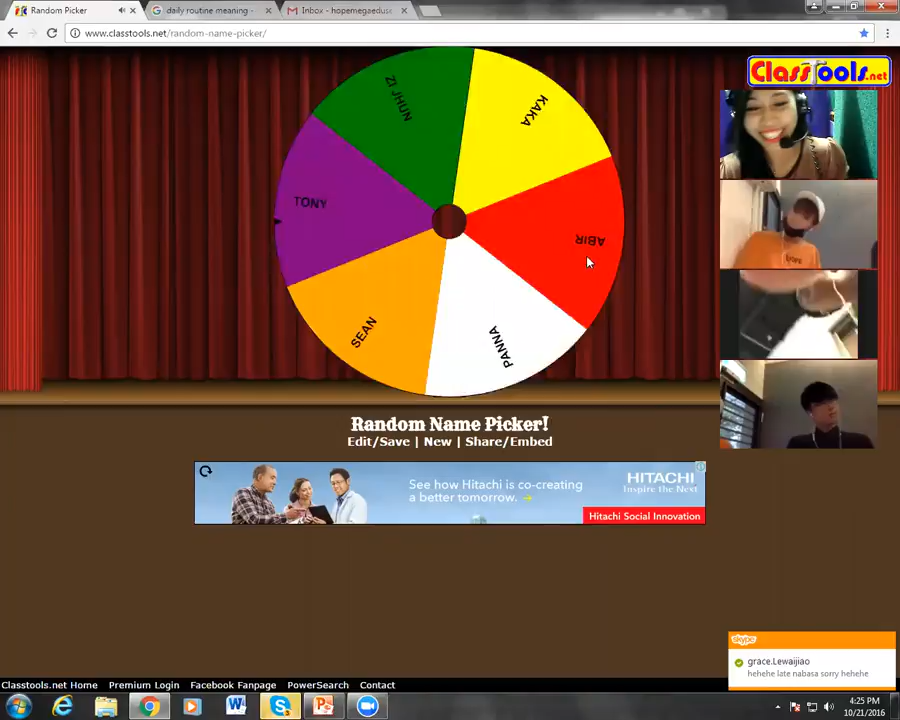 Random Picker
daily routine meaning -
Inbox - hopemegaeduse
www.classtools.net/random-name-picker/
ClassTools.net
JHUN IZ
KAKA
TONY
ABIR
SEAN
PANNA
Random Name Picker!
Edit/Save | New | Share/Embed
See how Hitachi is co-creating
a better tomorrow.
HITACHI
Inspire the Next
Hitachi Social Innovation
skype
grace.Lewaijiao
hehehe late nabasa sorry hehehe
Classtools.net Home Premium Login Facebook Fanpage PowerSearch Contact
4:25 PM
10/21/2016